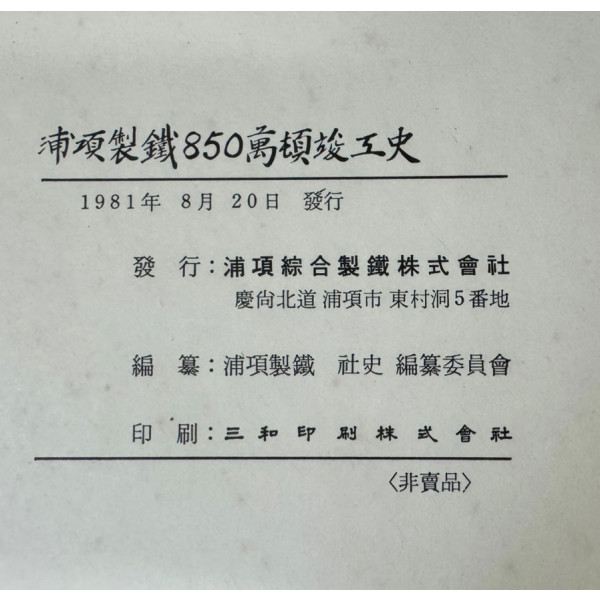 浦項製鐵850萬頓竣工史
1981年 8月 20日 發行
發 行：浦項綜合製鐵株式會社
慶尙北道 浦項市 東村洞5番地
編 纂：浦項製鐵 社史 編纂委員會
印 刷：三和印刷株式會社
〈非賣品〉